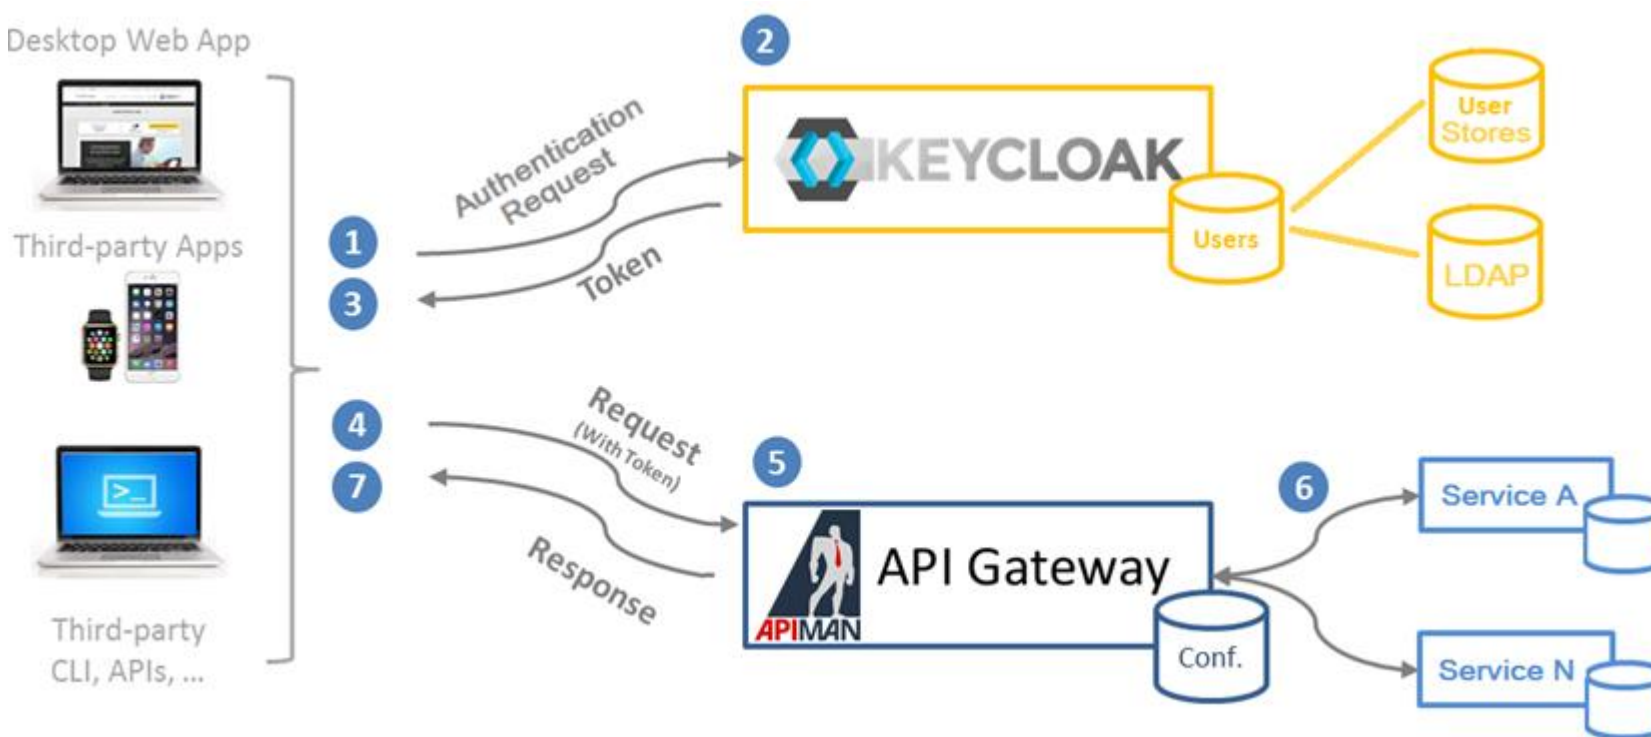 Desktop Web App
Third-party Apps
Third-party
CLI, APIs, ...
1
3
4
7
Authentication
Request
Token
Request
(With Token)
Response
2
KEYCLOAK
Users
User
Stores
LDAP
5
APIMAN
API Gateway
Conf.
6
Service A
Service N